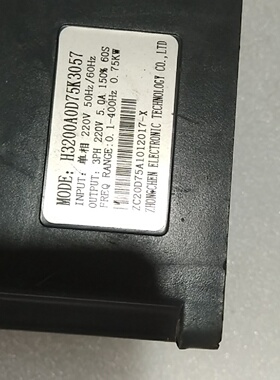 MODE: H3200A0D75K3057
INPUT: 单相 220V 50Hz/60Hz
OUTPUT: 3PH 220V 5.0A 150% 60S
FREQ RANGE:0.1-400Hz 0.75KW
ZC20D75A1012017-X
ZHONGCHEN ELECTRONIC TECHNOLOGY CO.,LTD